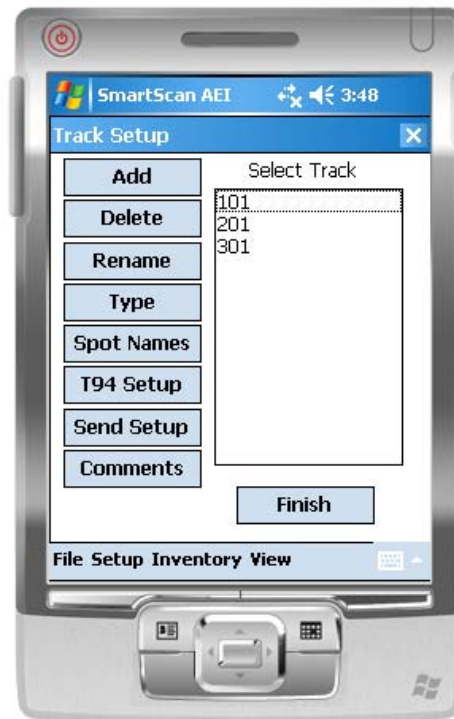 SmartScan AEI 3:48
Track Setup
Add
Delete
Rename
Type
Spot Names
T94 Setup
Send Setup
Comments
Select Track
101
201
301
Finish
File Setup Inventory View